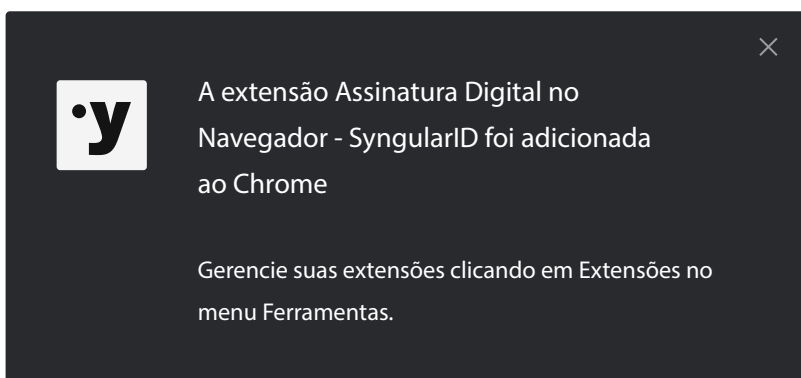 ·y
A extensão Assinatura Digital no
Navegador - SyngularID foi adicionada
ao Chrome
Gerencie suas extensões clicando em Extensões no
menu Ferramentas.